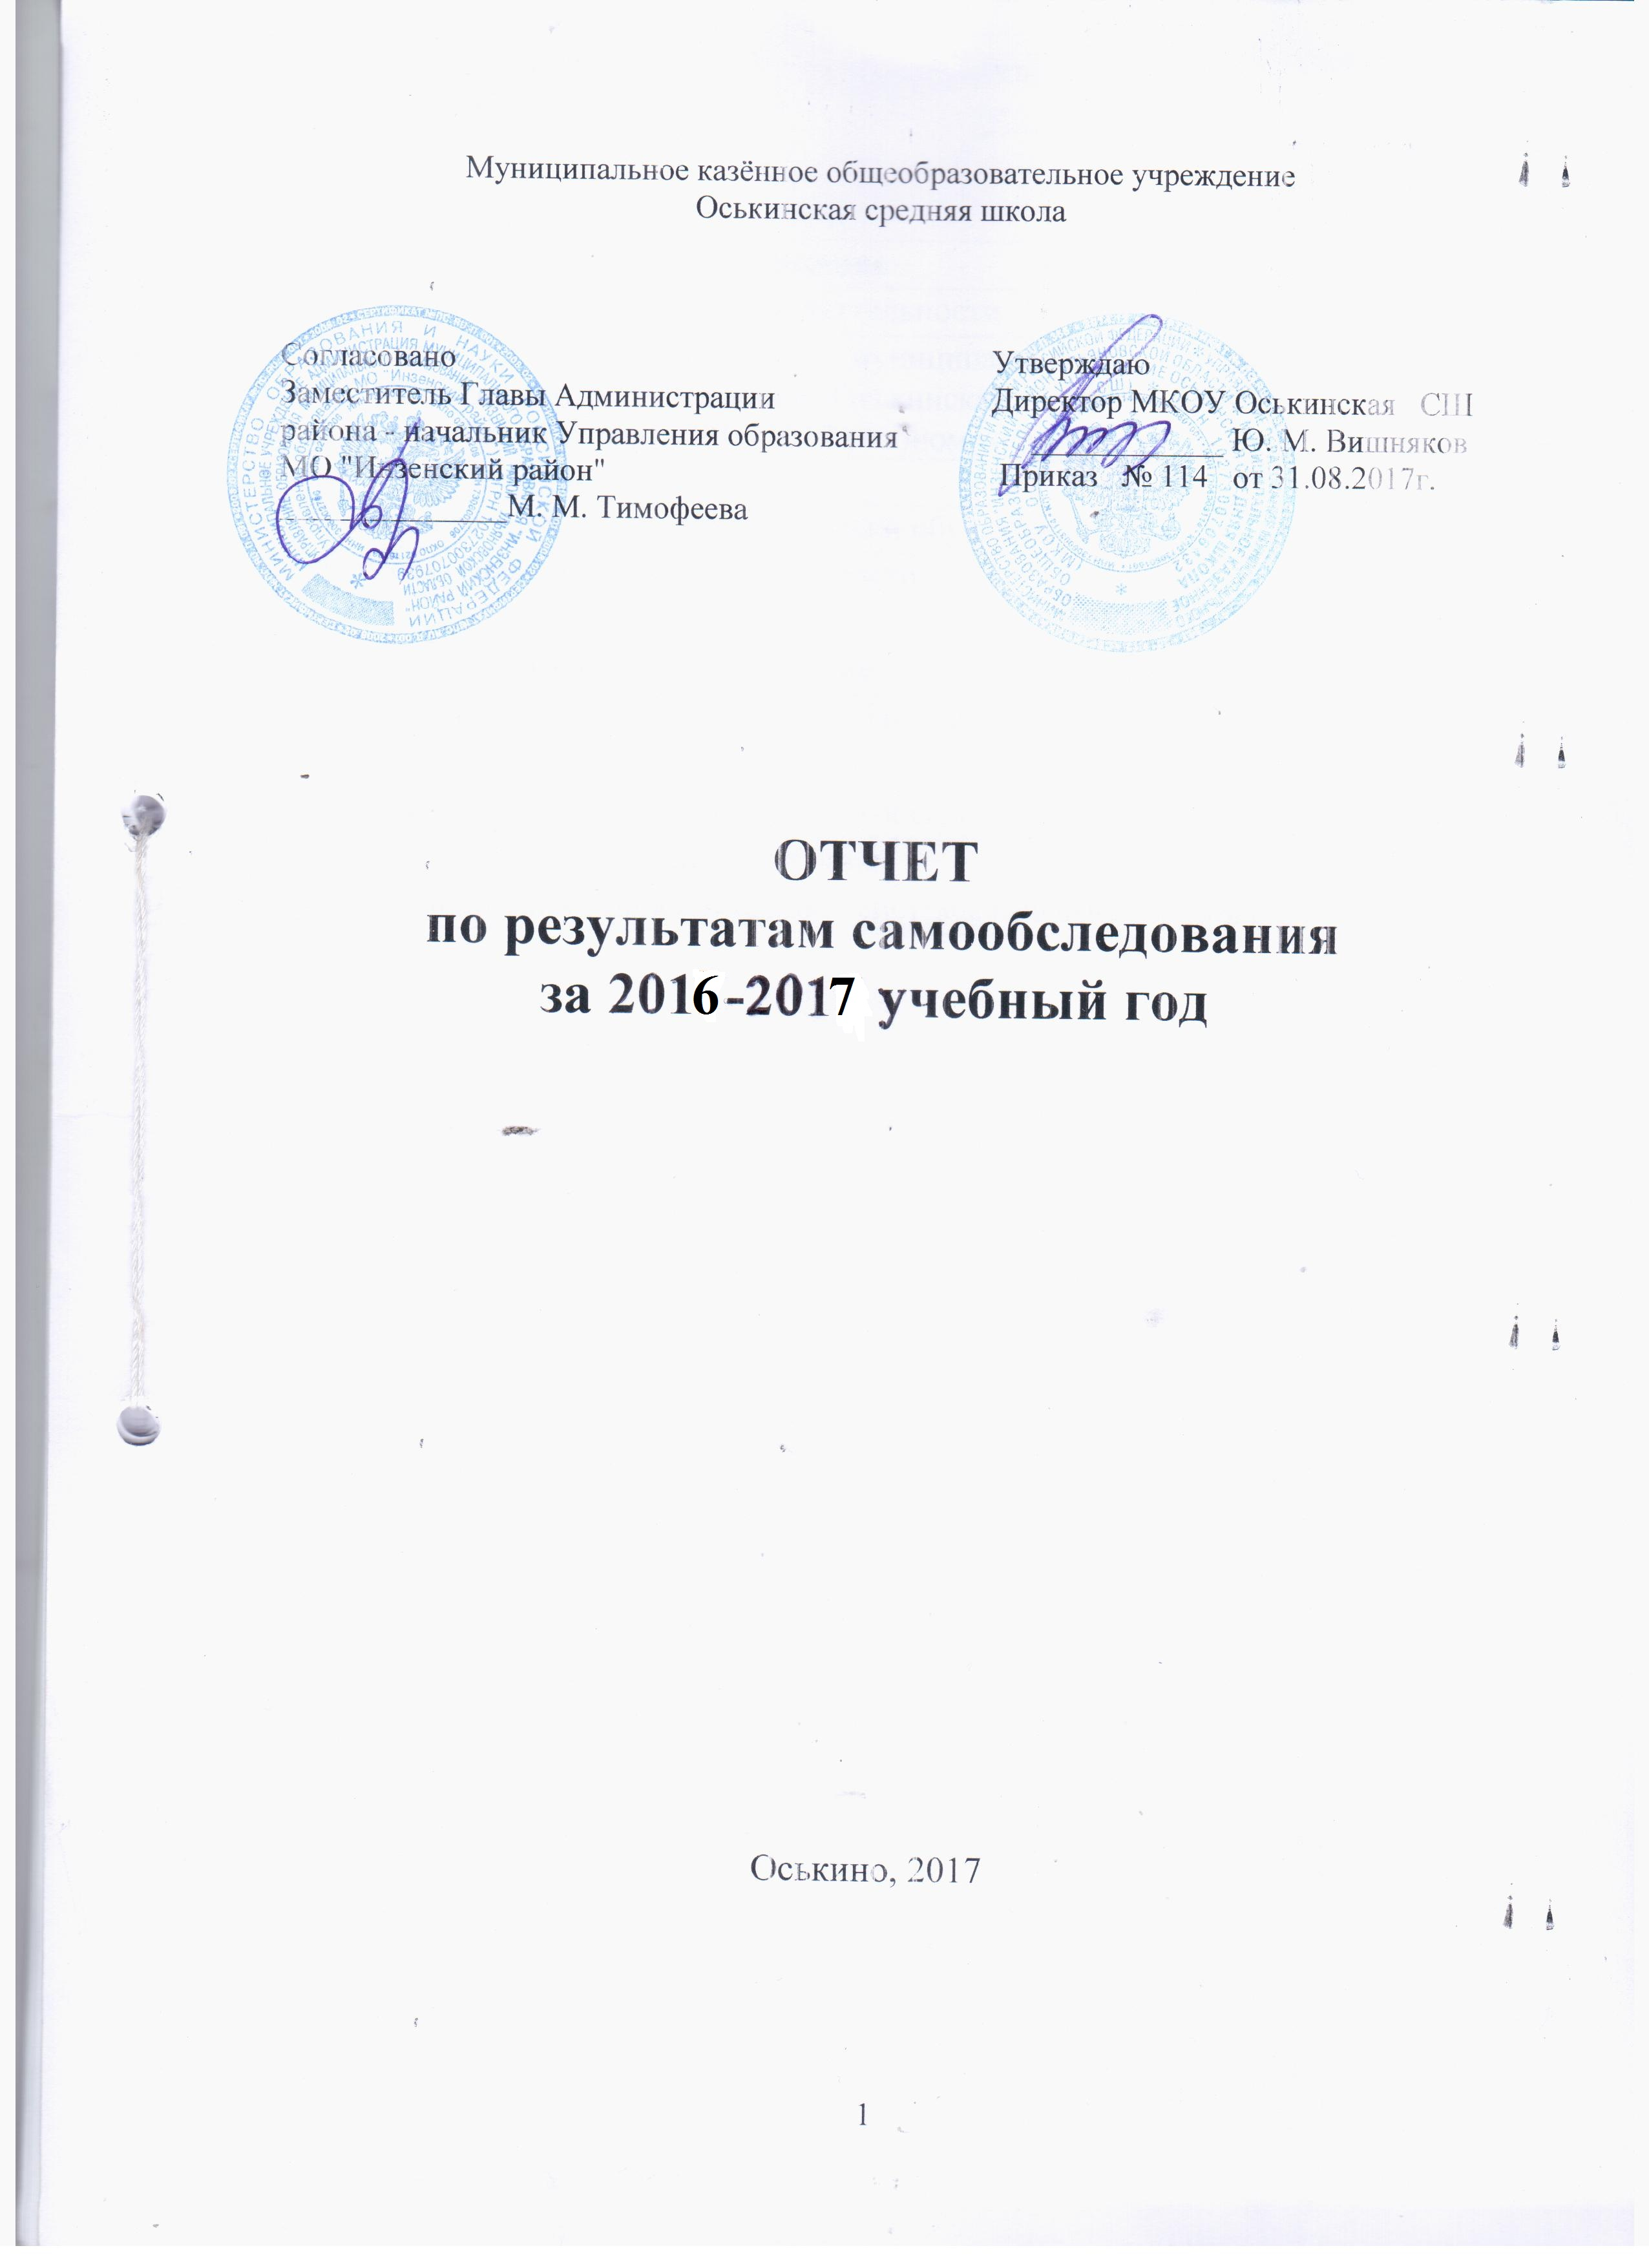 Муниципальное казённое общеобразовательное учреждение
Оськинская средняя школа
Согласовано
Заместитель Главы Администрации
района - начальник Управления образования
МО "Инзенский район"
М. М. Тимофеева
Утверждаю
Директор МКОУ Оськинская СШ
Ю. М. Вишняков
Приказ № 114 от 31.08.2017г.
ОТЧЕТ
по результатам самообследования
за 2016-2017 учебный год
Оськино, 2017
1